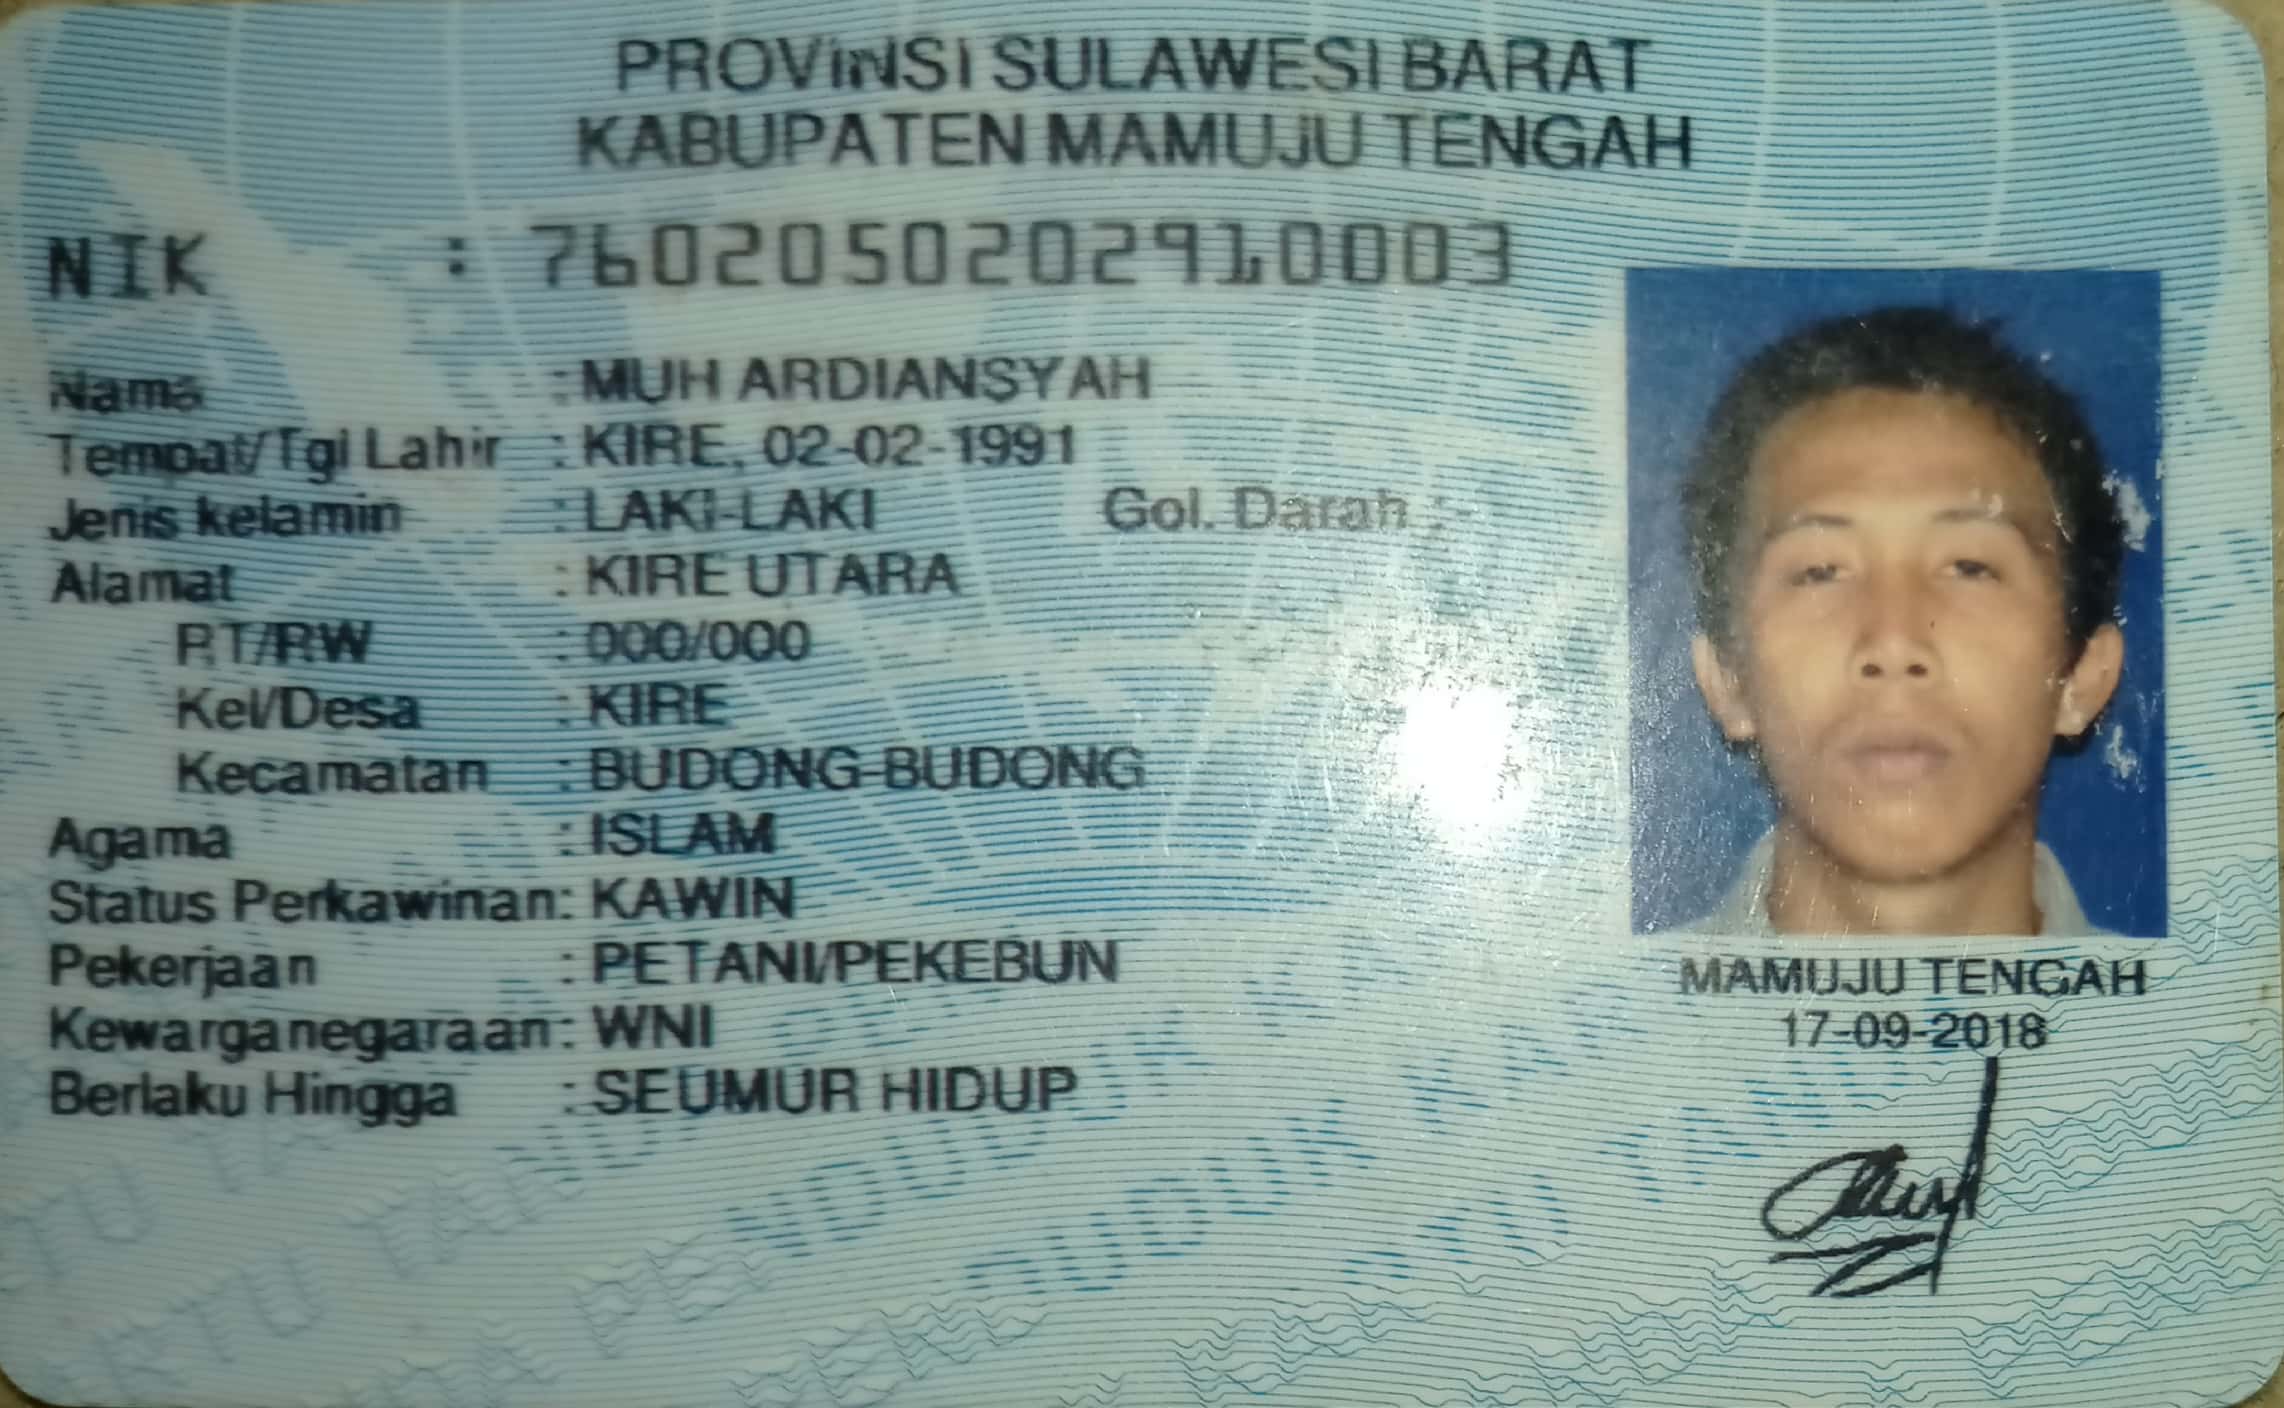 PROVINSI SULAWESI BARAT
KABUPATEN MAMUJU TENGAH
NIK : 7602050202910003
Nama : MUH ARDIANSYAH
Tempat/Tgl Lahir : KIRE, 02-02-1991
Jenis kelamin : LAKI-LAKI Gol. Darah : -
Alamat : KIRE UTARA
RT/RW : 000/000
Kel/Desa : KIRE
Kecamatan : BUDONG-BUDONG
Agama : ISLAM
Status Perkawinan: KAWIN
Pekerjaan : PETANI/PEKEBUN
Kewarganegaraan: WNI
Berlaku Hingga : SEUMUR HIDUP
MAMUJU TENGAH
17-09-2018